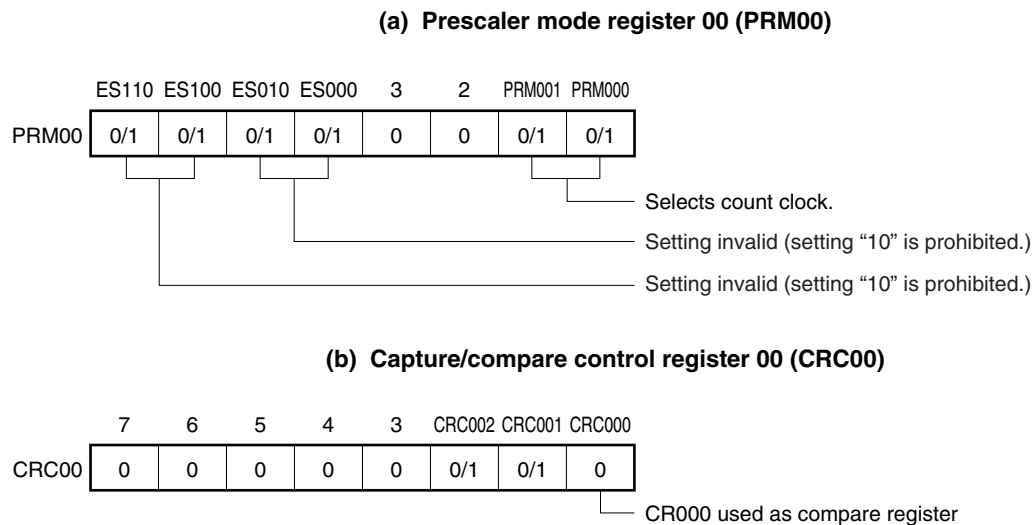 (a) Prescaler mode register 00 (PRM00)
ES110 ES100 ES010 ES000 3 2 PRM001 PRM000
PRM00 0/1 0/1 0/1 0/1 0 0 0/1 0/1
Selects count clock.
Setting invalid (setting “10” is prohibited.)
Setting invalid (setting “10” is prohibited.)
(b) Capture/compare control register 00 (CRC00)
7 6 5 4 3 CRC002 CRC001 CRC000
CRC00 0 0 0 0 0 0/1 0/1 0
CR000 used as compare register